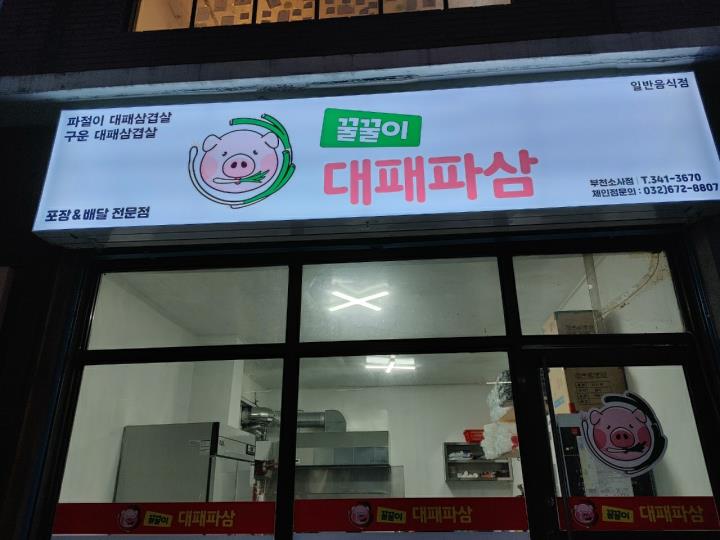 일반음식점
파절이 대패삼겹살
구운 대패삼겹살
꿀꿀이
대패파삼
부천소사점 T.341-3670
체인점문의 : 032)672-8807
포장&배달 전문점
꿀꿀이 대패파삼
꿀꿀이 대패파삼
꿀꿀이 대패파삼